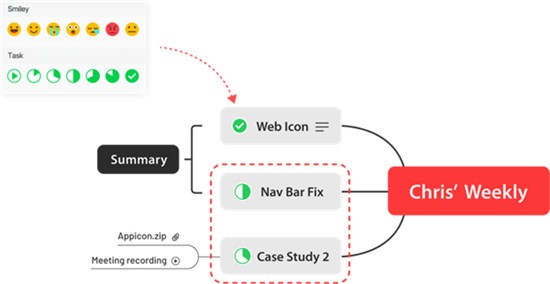 Smiley
Task
Web Icon
Summary
Nav Bar Fix
Chris' Weekly
Appicon.zip
Case Study 2
Meeting recording